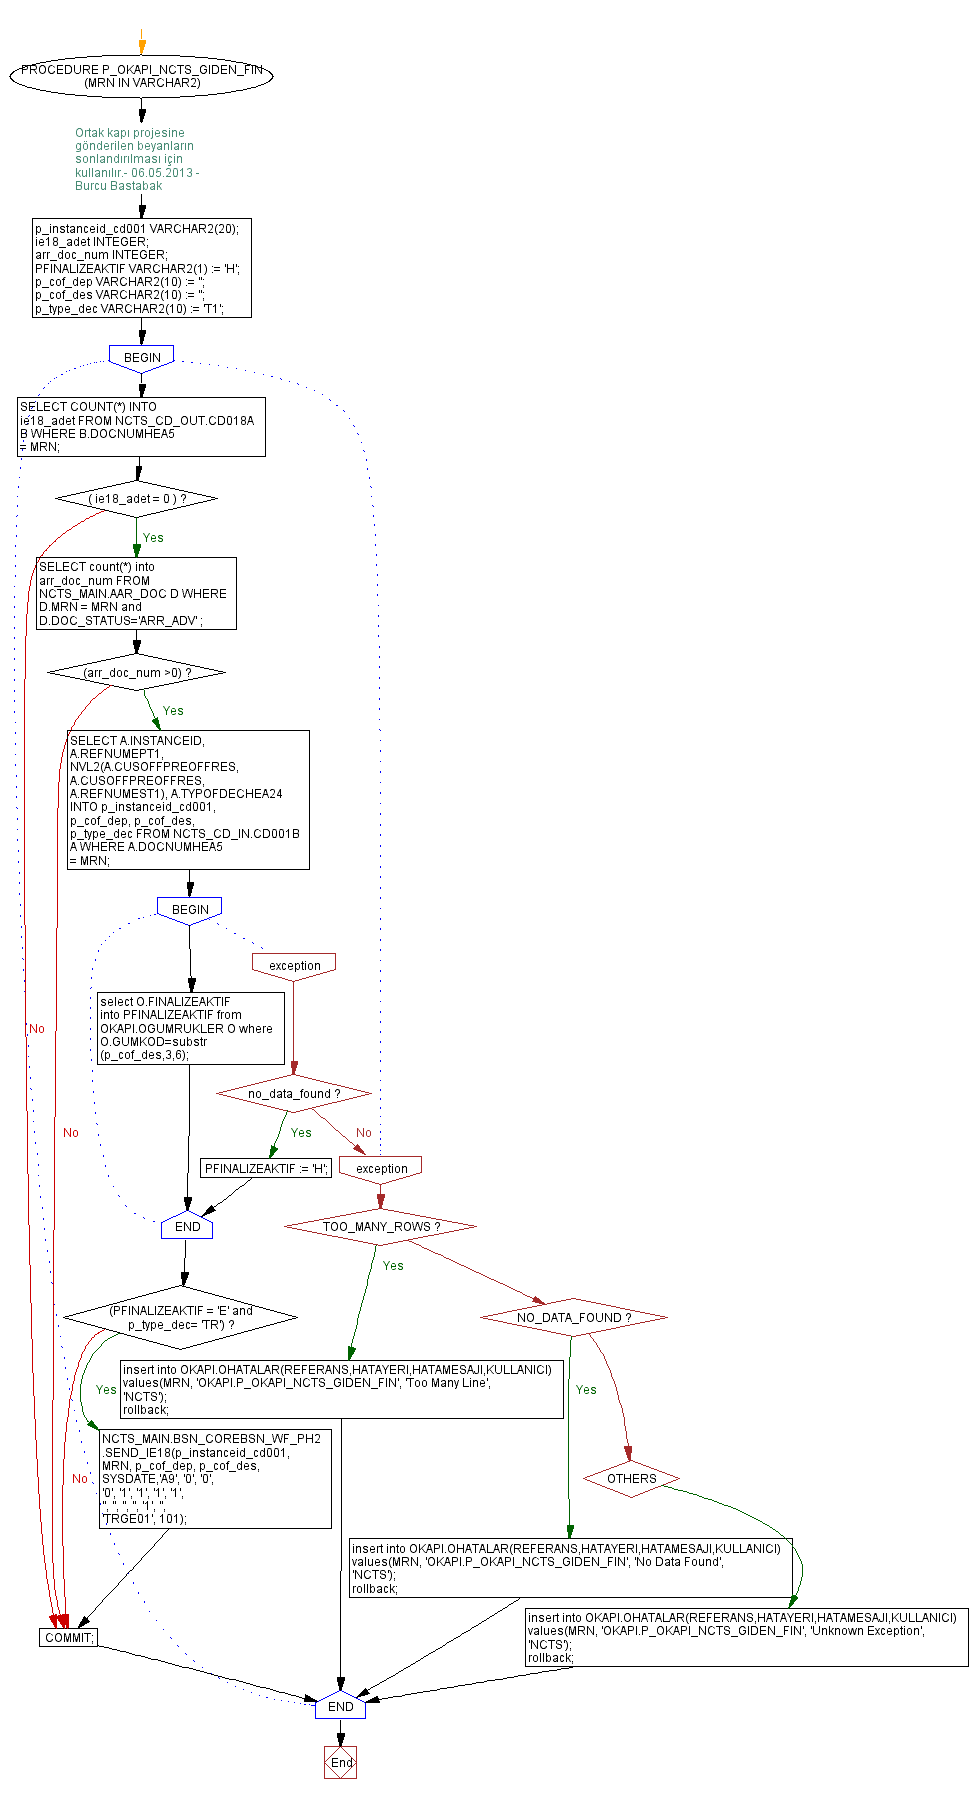 PROCEDURE P_OKAPI_NCTS_GIDEN_FIN
(MRN IN VARCHAR2)
Ortak kapı projesine
gönderilen beyanların
sonlandırılması için
kullanılır.- 06.05.2013 -
Burcu Bastabak
p_instanceid_cd001 VARCHAR2(20);
ie18_adet INTEGER;
arr_doc_num INTEGER;
PFINALIZEAKTIF VARCHAR2(1) := 'H';
p_cof_dep VARCHAR2(10) := '';
p_cof_des VARCHAR2(10) := '';
p_type_dec VARCHAR2(10) := 'T1';
BEGIN
SELECT COUNT(*) INTO
ie18_adet FROM NCTS_CD_OUT.CD018A
B WHERE B.DOCNUMHEA5
= MRN;
( ie18_adet = 0 ) ?
Yes
SELECT count(*) into
arr_doc_num FROM
NCTS_MAIN.AAR_DOC D WHERE
D.MRN = MRN and
D.DOC_STATUS='ARR_ADV' ;
(arr_doc_num >0) ?
Yes
SELECT A.INSTANCEID,
A.REFNUMEPT1,
NVL2(A.CUSOFFPREOFFRES,
A.CUSOFFPREOFFRES,
A.REFNUMEST1), A.TYPOFDECHEA24
INTO p_instanceid_cd001,
p_cof_dep, p_cof_des,
p_type_dec FROM NCTS_CD_IN.CD001B
A WHERE A.DOCNUMHEA5
= MRN;
BEGIN
exception
select O.FINALIZEAKTIF
into PFINALIZEAKTIF from
OKAPI.OGUMRUKLER O where
O.GUMKOD=substr
(p_cof_des,3,6);
No
no_data_found ?
No
Yes
No
PFINALIZEAKTIF := 'H';
exception
END
TOO_MANY_ROWS ?
Yes
(PFINALIZEAKTIF = 'E' and
p_type_dec= 'TR') ?
NO_DATA_FOUND ?
insert into OKAPI.OHATALAR(REFERANS,HATAYERI,HATAMESAJI,KULLANICI)
values(MRN, 'OKAPI.P_OKAPI_NCTS_GIDEN_FIN', 'Too Many Line',
'NCTS');
rollback;
Yes
Yes
NCTS_MAIN.BSN_COREBSN_WF_PH2
.SEND_IE18(p_instanceid_cd001,
MRN, p_cof_dep, p_cof_des,
SYSDATE,'A9', '0', '0',
'0', '1', '1', '1', '1',
'', '', '', '', '1', '',
'TRGE01', 101);
No
OTHERS
insert into OKAPI.OHATALAR(REFERANS,HATAYERI,HATAMESAJI,KULLANICI)
values(MRN, 'OKAPI.P_OKAPI_NCTS_GIDEN_FIN', 'No Data Found',
'NCTS');
rollback;
insert into OKAPI.OHATALAR(REFERANS,HATAYERI,HATAMESAJI,KULLANICI)
values(MRN, 'OKAPI.P_OKAPI_NCTS_GIDEN_FIN', 'Unknown Exception',
'NCTS');
rollback;
COMMIT;
END
End